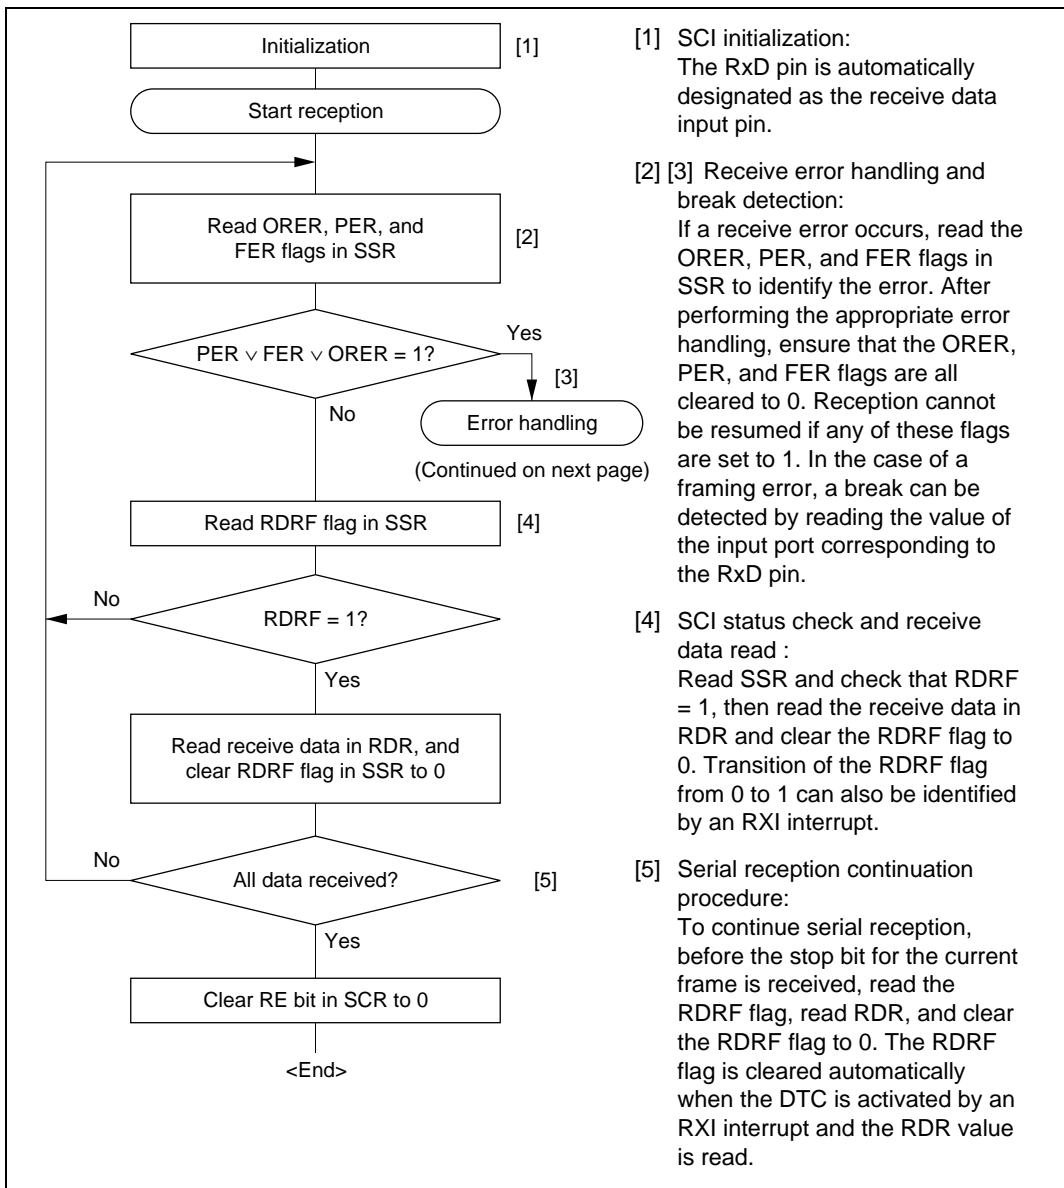 Initialization
[1]
Start reception
Read ORER, PER, and
FER flags in SSR
[2]
PER ∨ FER ∨ ORER = 1?
Yes
[3]
No
Error handling
(Continued on next page)
Read RDRF flag in SSR
[4]
No
RDRF = 1?
Yes
Read receive data in RDR, and
clear RDRF flag in SSR to 0
No
All data received?
[5]
Yes
Clear RE bit in SCR to 0
<End>
[1] SCI initialization:
The RxD pin is automatically
designated as the receive data
input pin.
[2] [3] Receive error handling and
break detection:
If a receive error occurs, read the
ORER, PER, and FER flags in
SSR to identify the error. After
performing the appropriate error
handling, ensure that the ORER,
PER, and FER flags are all
cleared to 0. Reception cannot
be resumed if any of these flags
are set to 1. In the case of a
framing error, a break can be
detected by reading the value of
the input port corresponding to
the RxD pin.
[4] SCI status check and receive
data read :
Read SSR and check that RDRF
= 1, then read the receive data in
RDR and clear the RDRF flag to
0. Transition of the RDRF flag
from 0 to 1 can also be identified
by an RXI interrupt.
[5] Serial reception continuation
procedure:
To continue serial reception,
before the stop bit for the current
frame is received, read the
RDRF flag, read RDR, and clear
the RDRF flag to 0. The RDRF
flag is cleared automatically
when the DTC is activated by an
RXI interrupt and the RDR value
is read.